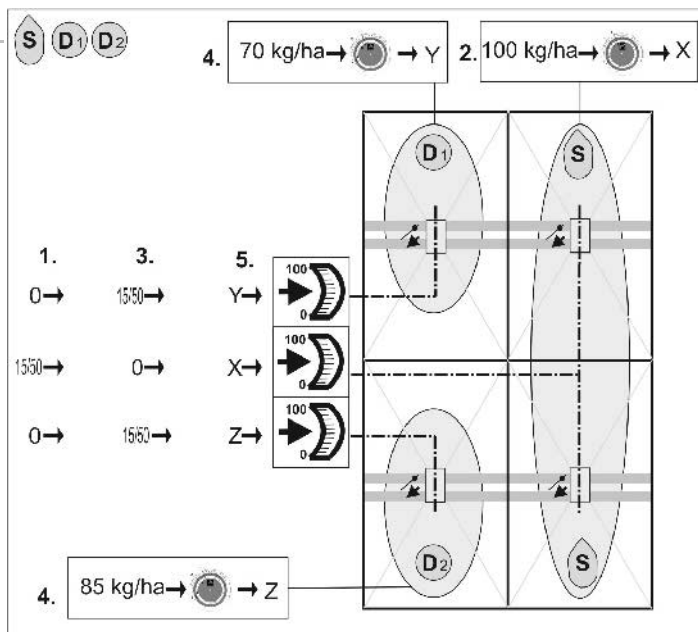 S D1 D2
4. 70 kg/ha→ → Y
2. 100 kg/ha→ → X
D1 S
1. 3. 5.
0→ 15/50→ Y→ 100 0
15/50→ 0→ X→ 100 0
0→ 15/50→ Z→ 100 0
D2 S
4. 85 kg/ha→ → Z